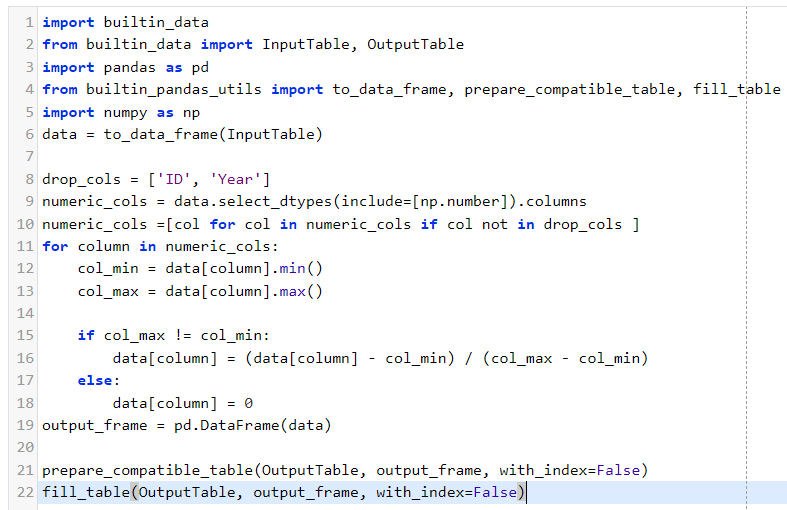 1 import builtin_data
2 from builtin_data import InputTable, OutputTable
3 import pandas as pd
4 from builtin_pandas_utils import to_data_frame, prepare_compatible_table, fill_table
5 import numpy as np
6 data = to_data_frame(InputTable)
7
8 drop_cols = ['ID', 'Year']
9 numeric_cols = data.select_dtypes(include=[np.number]).columns
10 numeric_cols =[col for col in numeric_cols if col not in drop_cols ]
11 for column in numeric_cols:
12     col_min = data[column].min()
13     col_max = data[column].max()
14
15     if col_max != col_min:
16         data[column] = (data[column] - col_min) / (col_max - col_min)
17     else:
18         data[column] = 0
19 output_frame = pd.DataFrame(data)
20
21 prepare_compatible_table(OutputTable, output_frame, with_index=False)
22 fill_table(OutputTable, output_frame, with_index=False)